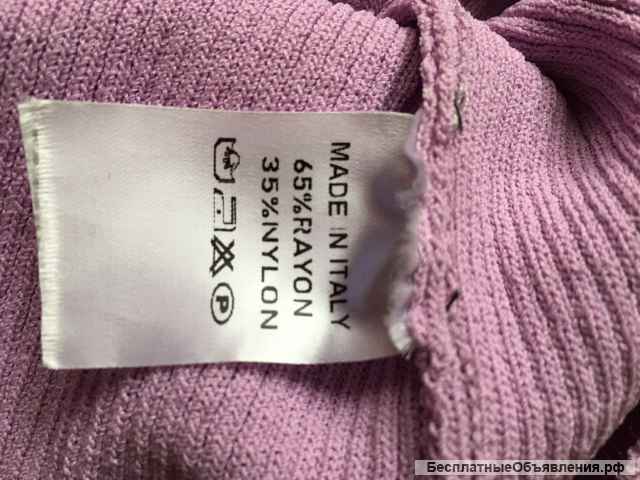 MADE IN ITALY
65%RAYON
35%NYLON
P
БесплатныеОбъявления.рф